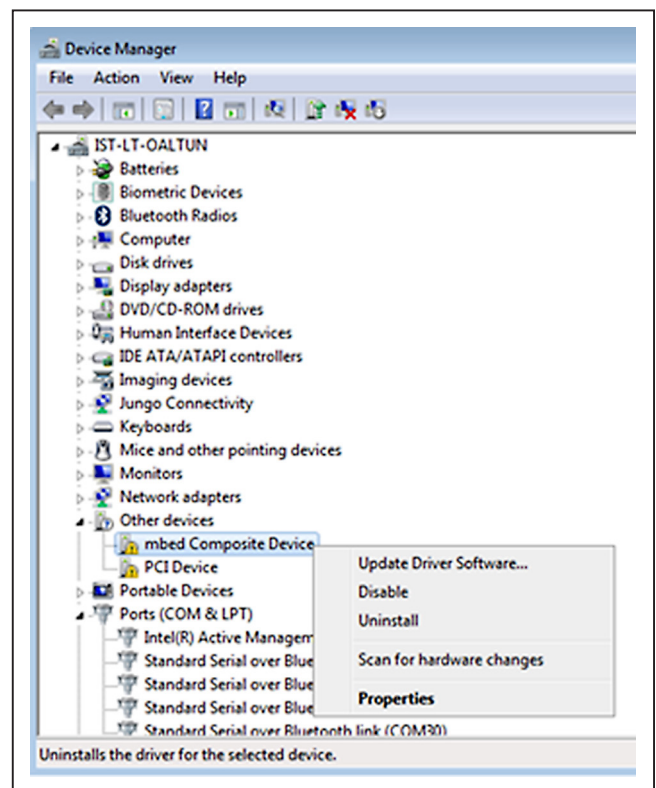 Device Manager
File Action View Help
IST-LT-OALTUN
Batteries
Biometric Devices
Bluetooth Radios
Computer
Disk drives
Display adapters
DVD/CD-ROM drives
Human Interface Devices
IDE ATA/ATAPI controllers
Imaging devices
Jungo Connectivity
Keyboards
Mice and other pointing devices
Monitors
Network adapters
Other devices
mbed Composite Device
PCI Device
Portable Devices
Ports (COM & LPT)
Intel(R) Active Managem
Standard Serial over Blue
Standard Serial over Blue
Standard Serial over Blue
Standard Serial over Bluetooth link (COM30)
Update Driver Software...
Disable
Uninstall
Scan for hardware changes
Properties
Uninstalls the driver for the selected device.